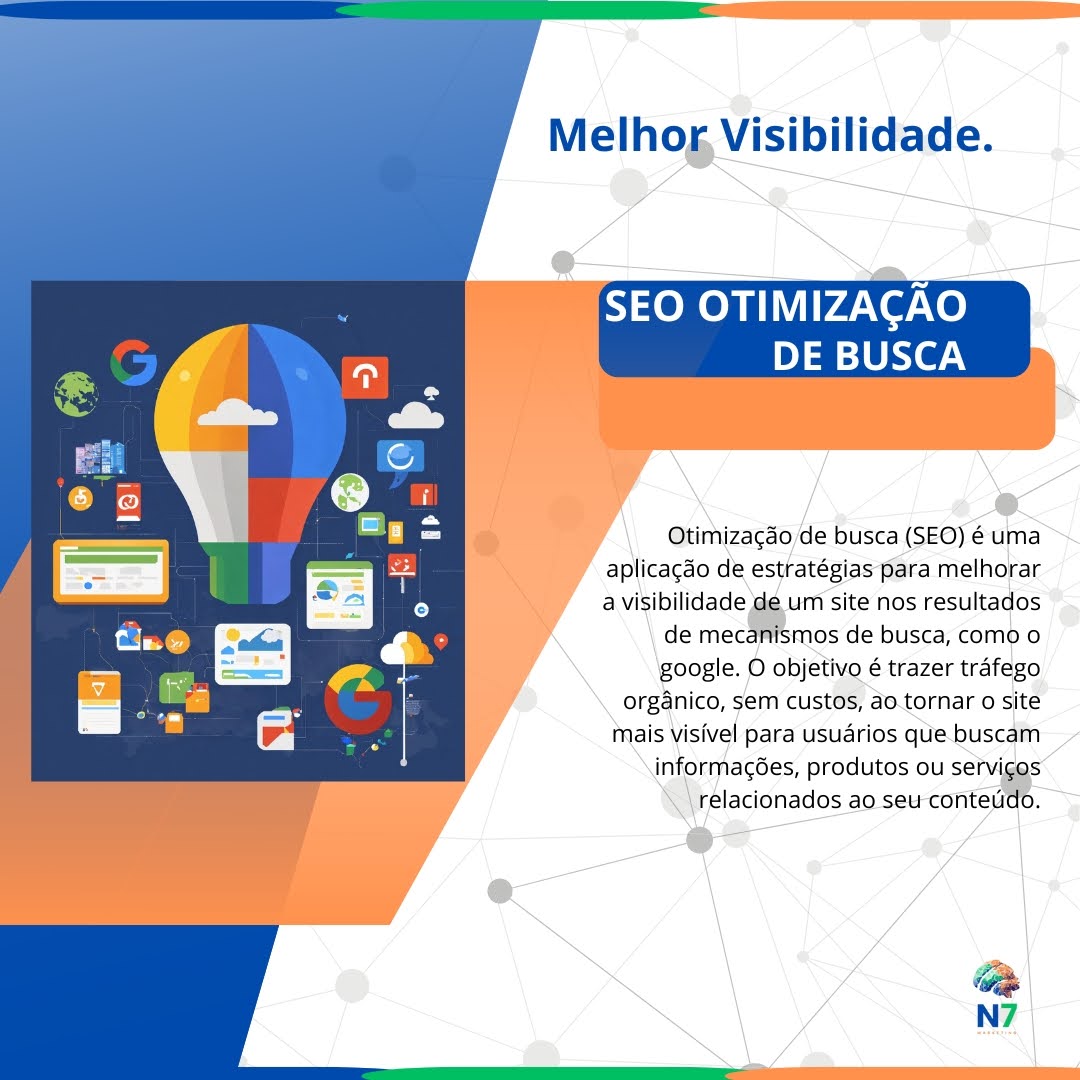 Melhor Visibilidade.
SEO OTIMIZAÇÃO
DE BUSCA
Otimização de busca (SEO) é uma
aplicação de estratégias para melhorar
a visibilidade de um site nos resultados
de mecanismos de busca, como o
google. O objetivo é trazer tráfego
orgânico, sem custos, ao tornar o site
mais visível para usuários que buscam
informações, produtos ou serviços
relacionados ao seu conteúdo.
N7
MARKETING